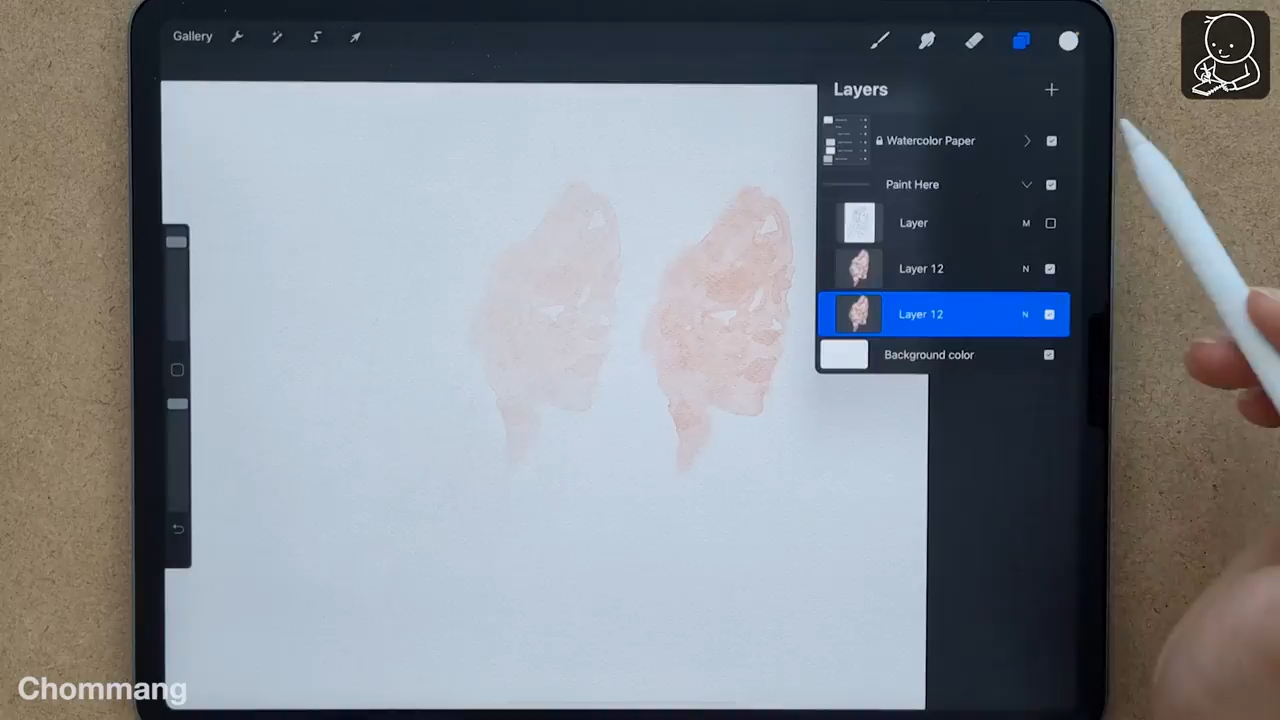 Gallery
Layers
Watercolor Paper
Paint Here
Layer M
Layer 12 N
Layer 12 N
Background color
Chommang